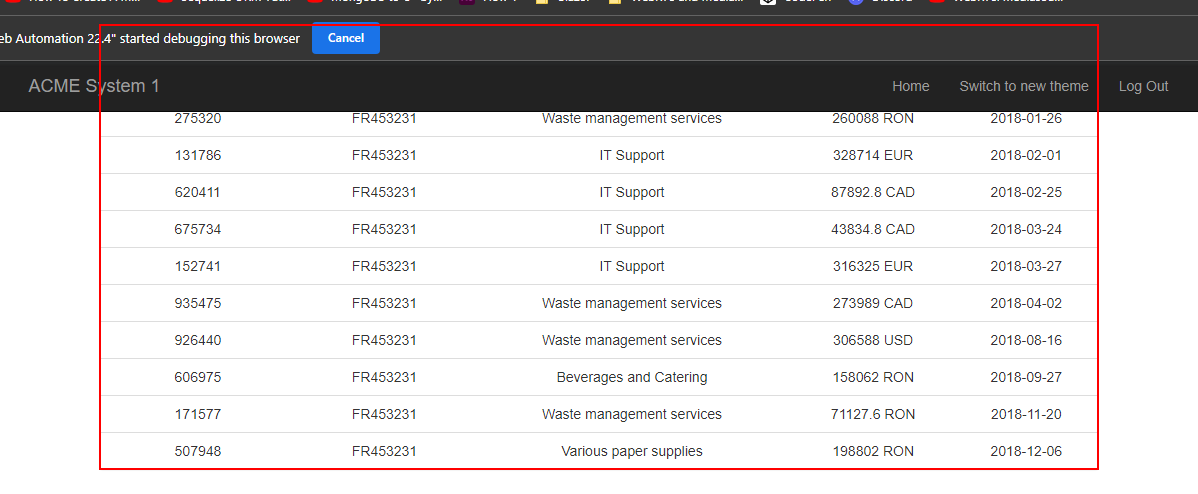 eb Automation 22.4" started debugging this browser Cancel
ACME System 1 Home Switch to new theme Log Out
275320 FR453231 Waste management services 260088 RON 2018-01-26
131786 FR453231 IT Support 328714 EUR 2018-02-01
620411 FR453231 IT Support 87892.8 CAD 2018-02-25
675734 FR453231 IT Support 43834.8 CAD 2018-03-24
152741 FR453231 IT Support 316325 EUR 2018-03-27
935475 FR453231 Waste management services 273989 CAD 2018-04-02
926440 FR453231 Waste management services 306588 USD 2018-08-16
606975 FR453231 Beverages and Catering 158062 RON 2018-09-27
171577 FR453231 Waste management services 71127.6 RON 2018-11-20
507948 FR453231 Various paper supplies 198802 RON 2018-12-06